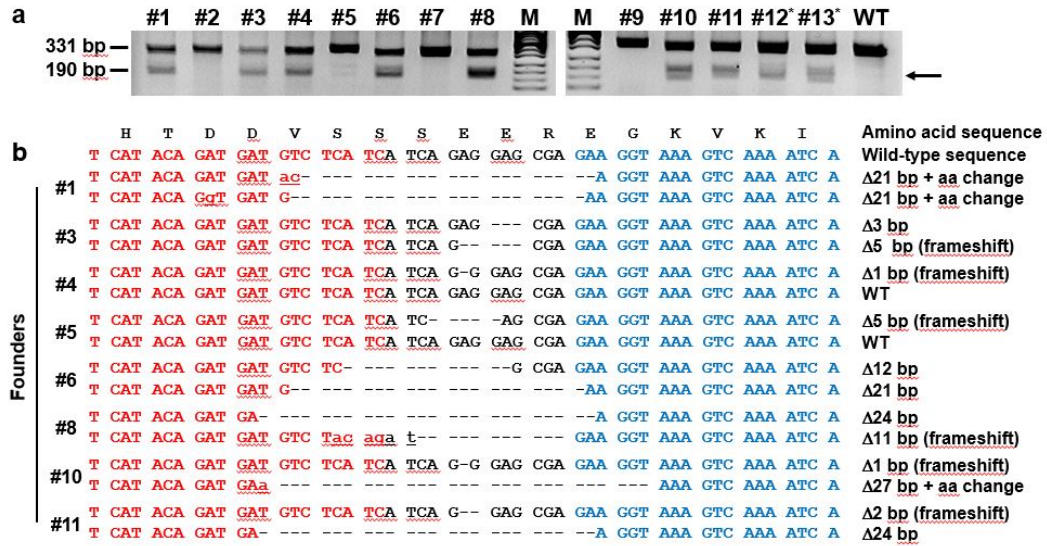 a #1 #2 #3 #4 #5 #6 #7 #8 M M #9 #10 #11 #12* #13* WT
331 bp
190 bp
H T D D V S S S E E R E G K V K I Amino acid sequence
b T CAT ACA GAT GAT GTC TCA TCA TCA GAG GAG CGA GAA GGT AAA GTC AAA ATC A Wild-type sequence
Founders
#1
T CAT ACA GAT GAT ac-----------------A GGT AAA GTC AAA ATC A Δ21 bp + aa change
T CAT ACA GgT GAT G-----------------AA GGT AAA GTC AAA ATC A Δ21 bp + aa change
#3
T CAT ACA GAT GAT GTC TCA TCA TCA GAG --- CGA GAA GGT AAA GTC AAA ATC A Δ3 bp
T CAT ACA GAT GAT GTC TCA TCA TCA G---- CGA GAA GGT AAA GTC AAA ATC A Δ5 bp (frameshift)
#4
T CAT ACA GAT GAT GTC TCA TCA TCA G-G GAG CGA GAA GGT AAA GTC AAA ATC A Δ1 bp (frameshift)
T CAT ACA GAT GAT GTC TCA TCA TCA GAG GAG CGA GAA GGT AAA GTC AAA ATC A WT
#5
T CAT ACA GAT GAT GTC TCA TCA TC- ---- -AG CGA GAA GGT AAA GTC AAA ATC A Δ5 bp (frameshift)
T CAT ACA GAT GAT GTC TCA TCA TCA GAG GAG CGA GAA GGT AAA GTC AAA ATC A WT
#6
T CAT ACA GAT GAT GTC TC-----------G CGA GAA GGT AAA GTC AAA ATC A Δ12 bp
T CAT ACA GAT GAT G-----------------AA GGT AAA GTC AAA ATC A Δ21 bp
#8
T CAT ACA GAT GA--------------------A GGT AAA GTC AAA ATC A Δ24 bp
T CAT ACA GAT GAT GTC Tac aga t--- --- --- GAA GGT AAA GTC AAA ATC A Δ11 bp (frameshift)
#10
T CAT ACA GAT GAT GTC TCA TCA TCA G-G GAG CGA GAA GGT AAA GTC AAA ATC A Δ1 bp (frameshift)
T CAT ACA GAT GAa----------------------- AAA GTC AAA ATC A Δ27 bp + aa change
#11
T CAT ACA GAT GAT GTC TCA TCA TCA G-- GAG CGA GAA GGT AAA GTC AAA ATC A Δ2 bp (frameshift)
T CAT ACA GAT GA--------------------A GGT AAA GTC AAA ATC A Δ24 bp